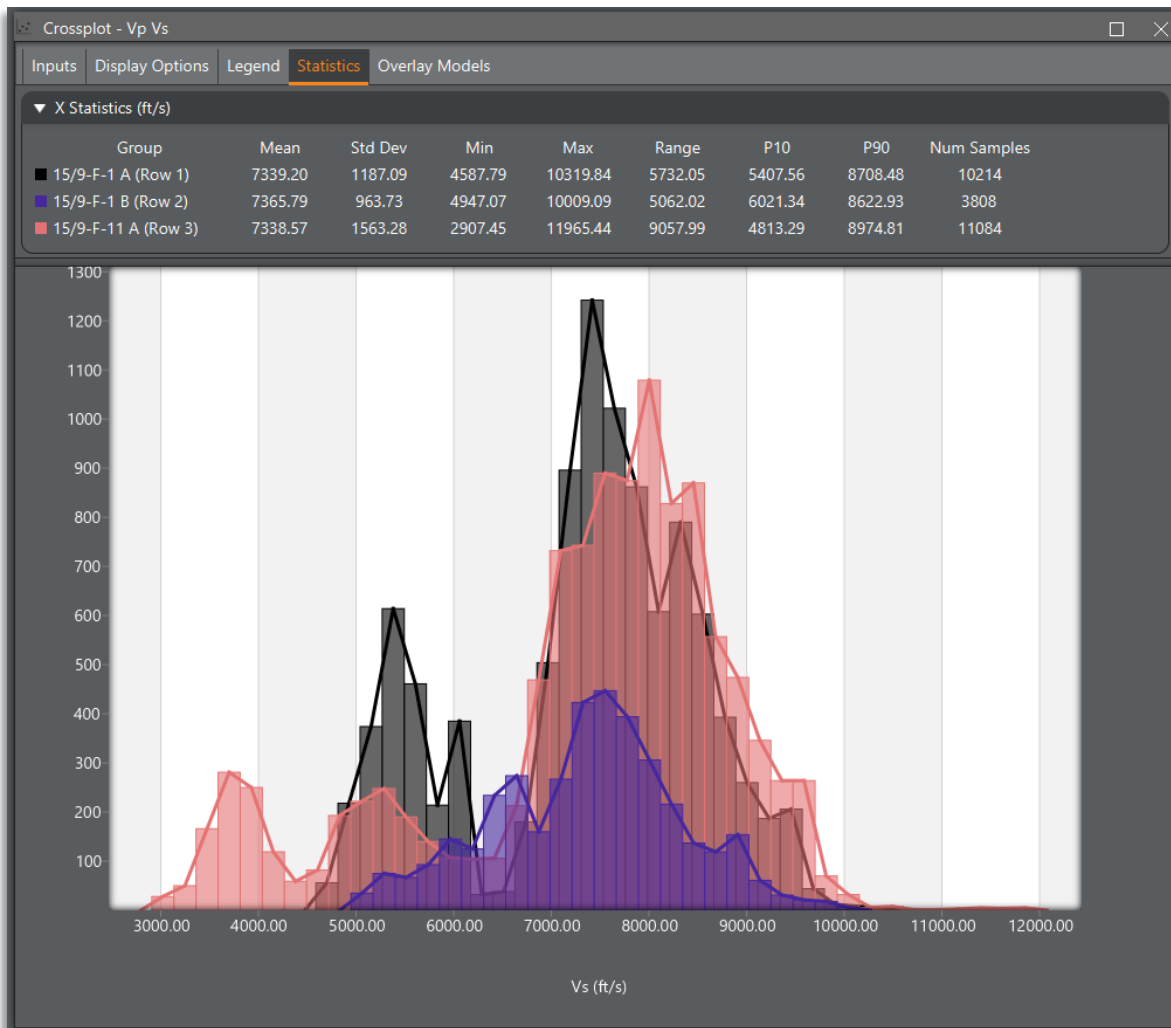 Crossplot - Vp Vs
Inputs Display Options Legend Statistics Overlay Models
X Statistics (ft/s)
Group Mean Std Dev Min Max Range P10 P90 Num Samples
15/9-F-1 A (Row 1) 7339.20 1187.09 4587.79 10319.84 5732.05 5407.56 8708.48 10214
15/9-F-1 B (Row 2) 7365.79 963.73 4947.07 10009.09 5062.02 6021.34 8622.93 3808
15/9-F-11 A (Row 3) 7338.57 1563.28 2907.45 11965.44 9057.99 4813.29 8974.81 11084
1300
1200
1100
1000
900
800
700
600
500
400
300
200
100
3000.00 4000.00 5000.00 6000.00 7000.00 8000.00 9000.00 10000.00 11000.00 12000.00
Vs (ft/s)